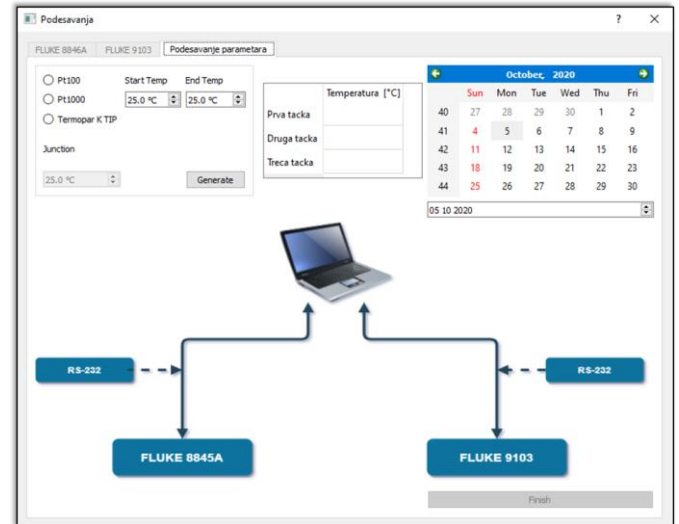 Podesavanja
?
FLUKE 8846A
FLUKE 9103
Podesavanje parametara
Pt100
Start Temp
End Temp
Pt1000
25.0 ºC
25.0 ºC
Termopar K TIP
Junction
25.0 ºC
Generate
Temperatura [°C]
Prva tacka
Druga tacka
Treca tacka
October, 2020
Sun Mon Tue Wed Thu Fri
40 27 28 29 30 1 2
41 4 5 6 7 8 9
42 11 12 13 14 15 16
43 18 19 20 21 22 23
44 25 26 27 28 29 30
05 10 2020
RS-232
RS-232
FLUKE 8845A
FLUKE 9103
Finish